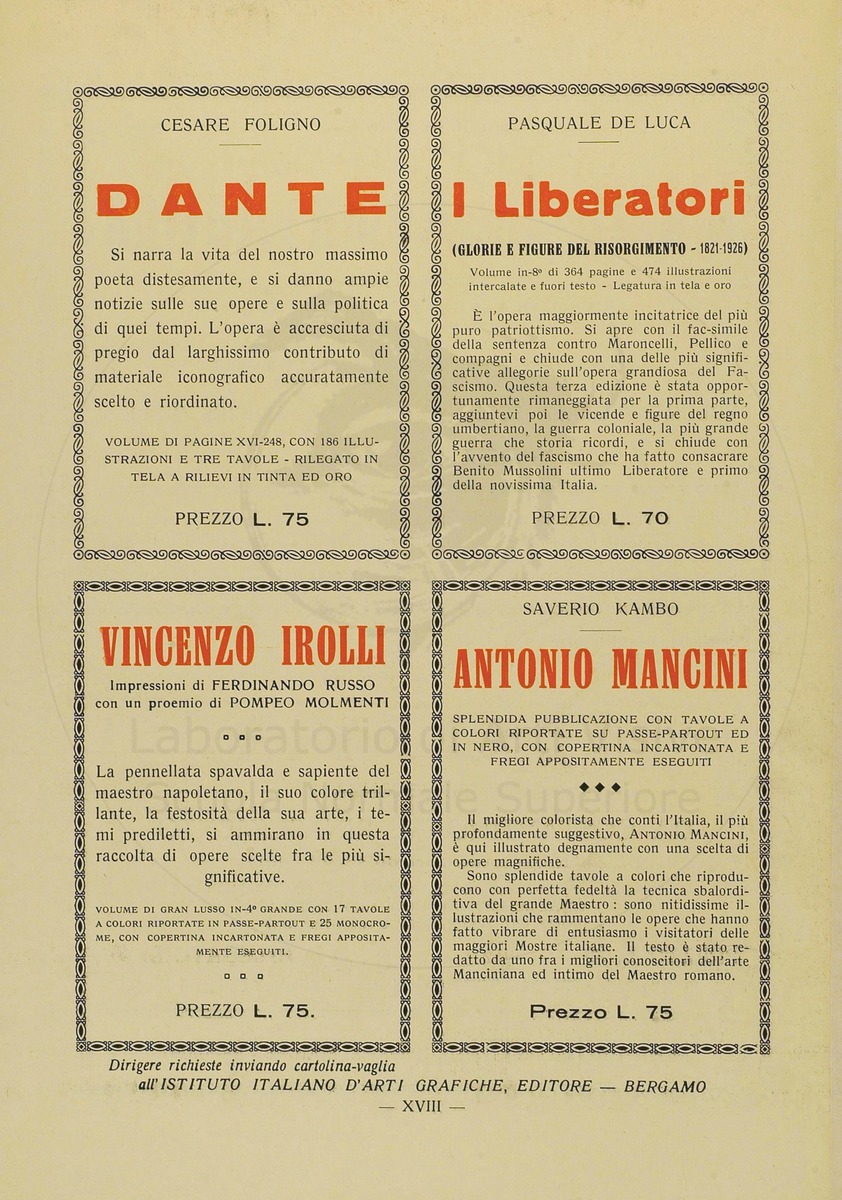 CESARE FOLIGNO
DANTE
Si narra la vita del nostro massimo
poeta distesamente, e si danno ampie
notizie sulle sue opere e sulla politica
di quei tempi. L'opera è accresciuta di
pregio dal larghissimo contributo di
materiale iconografico accuratamente
scelto e riordinato.
VOLUME DI PAGINE XVI-248, CON 186 ILLU-
STRAZIONI E TRE TAVOLE - RILEGATO IN
TELA A RILIEVI IN TINTA ED ORO
PREZZO L. 75
PASQUALE DE LUCA
I Liberatori
(GLORIE E FIGURE DEL RISORGIMENTO - 1821-1926)
Volume in-8º di 364 pagine e 474 illustrazioni
intercalate e fuori testo - Legatura in tela e oro
È l'opera maggiormente incitatrice del più
puro patriottismo. Si apre con il fac-simile
della sentenza contro Maroncelli, Pellico e
compagni e chiude con una delle più signifi-
cative allegorie sull'opera grandiosa del Fa-
scismo. Questa terza edizione è stata oppor-
tunamente rimaneggiata per la prima parte,
aggiuntevi poi le vicende e figure del regno
umbertiano, la guerra coloniale, la più grande
guerra che storia ricordi, e si chiude con
l'avvento del fascismo che ha fatto consacrare
Benito Mussolini ultimo Liberatore e primo
della novissima Italia.
PREZZO L. 70
VINCENZO IROLLI
Impressioni di FERDINANDO RUSSO
con un proemio di POMPEO MOLMENTI
La pennellata spavalda e sapiente del
maestro napoletano, il suo colore tril-
lante, la festosità della sua arte, i te-
mi prediletti, si ammirano in questa
raccolta di opere scelte fra le più si-
gnificative.
VOLUME DI GRAN LUSSO IN-4º GRANDE CON 17 TAVOLE
A COLORI RIPORTATE IN PASSE-PARTOUT E 25 MONOCRO-
ME, CON COPERTINA INCARTONATA E FREGI APPOSITA-
MENTE ESEGUITI.
PREZZO L. 75.
SAVERIO KAMBO
ANTONIO MANCINI
SPLENDIDA PUBBLICAZIONE CON TAVOLE A
COLORI RIPORTATE SU PASSE-PARTOUT ED
IN NERO, CON COPERTINA INCARTONATA E
FREGI APPOSITAMENTE ESEGUITI
Il migliore colorista che conti l'Italia, il più
profondamente suggestivo, ANTONIO MANCINI,
è qui illustrato degnamente con una scelta di
opere magnifiche.
Sono splendide tavole a colori che riprodu-
cono con perfetta fedeltà la tecnica sbalordi-
tiva del grande Maestro : sono nitidissime il-
lustrazioni che rammentano le opere che hanno
fatto vibrare di entusiasmo i visitatori delle
maggiori Mostre italiane. Il testo è stato re-
datto da uno fra i migliori conoscitori dell'arte
Manciniana ed intimo del Maestro romano.
Prezzo L. 75
Dirigere richieste inviando cartolina-vaglia
all'ISTITUTO ITALIANO D'ARTI GRAFICHE, EDITORE — BERGAMO
— XVIII —